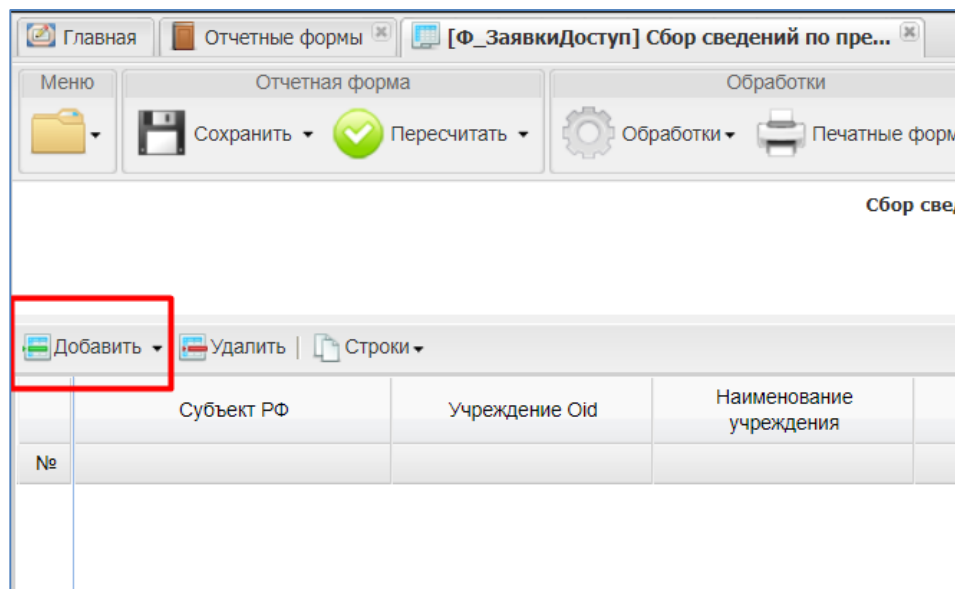 Главная Отчетные формы [Ф_ЗаявкиДоступ] Сбор сведений по пре...
Меню Отчетная форма Обработки
Сохранить Пересчитать Обработки Печатные форм
Сбор све
Добавить Удалить | Строки
Субъект РФ Учреждение Oid Наименование
учреждения
№